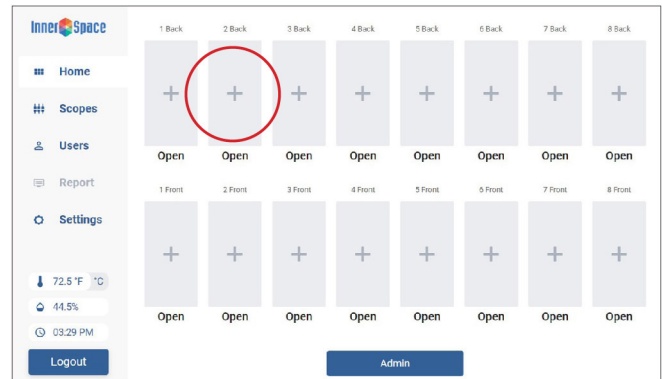 InnerSpace
Home
Scopes
Users
Report
Settings
72.5 °F °C
44.5%
03:29 PM
Logout
1 Back 2 Back 3 Back 4 Back 5 Back 6 Back 7 Back 8 Back
Open Open Open Open Open Open Open Open
1 Front 2 Front 3 Front 4 Front 5 Front 6 Front 7 Front 8 Front
Open Open Open Open Open Open Open Open
Admin